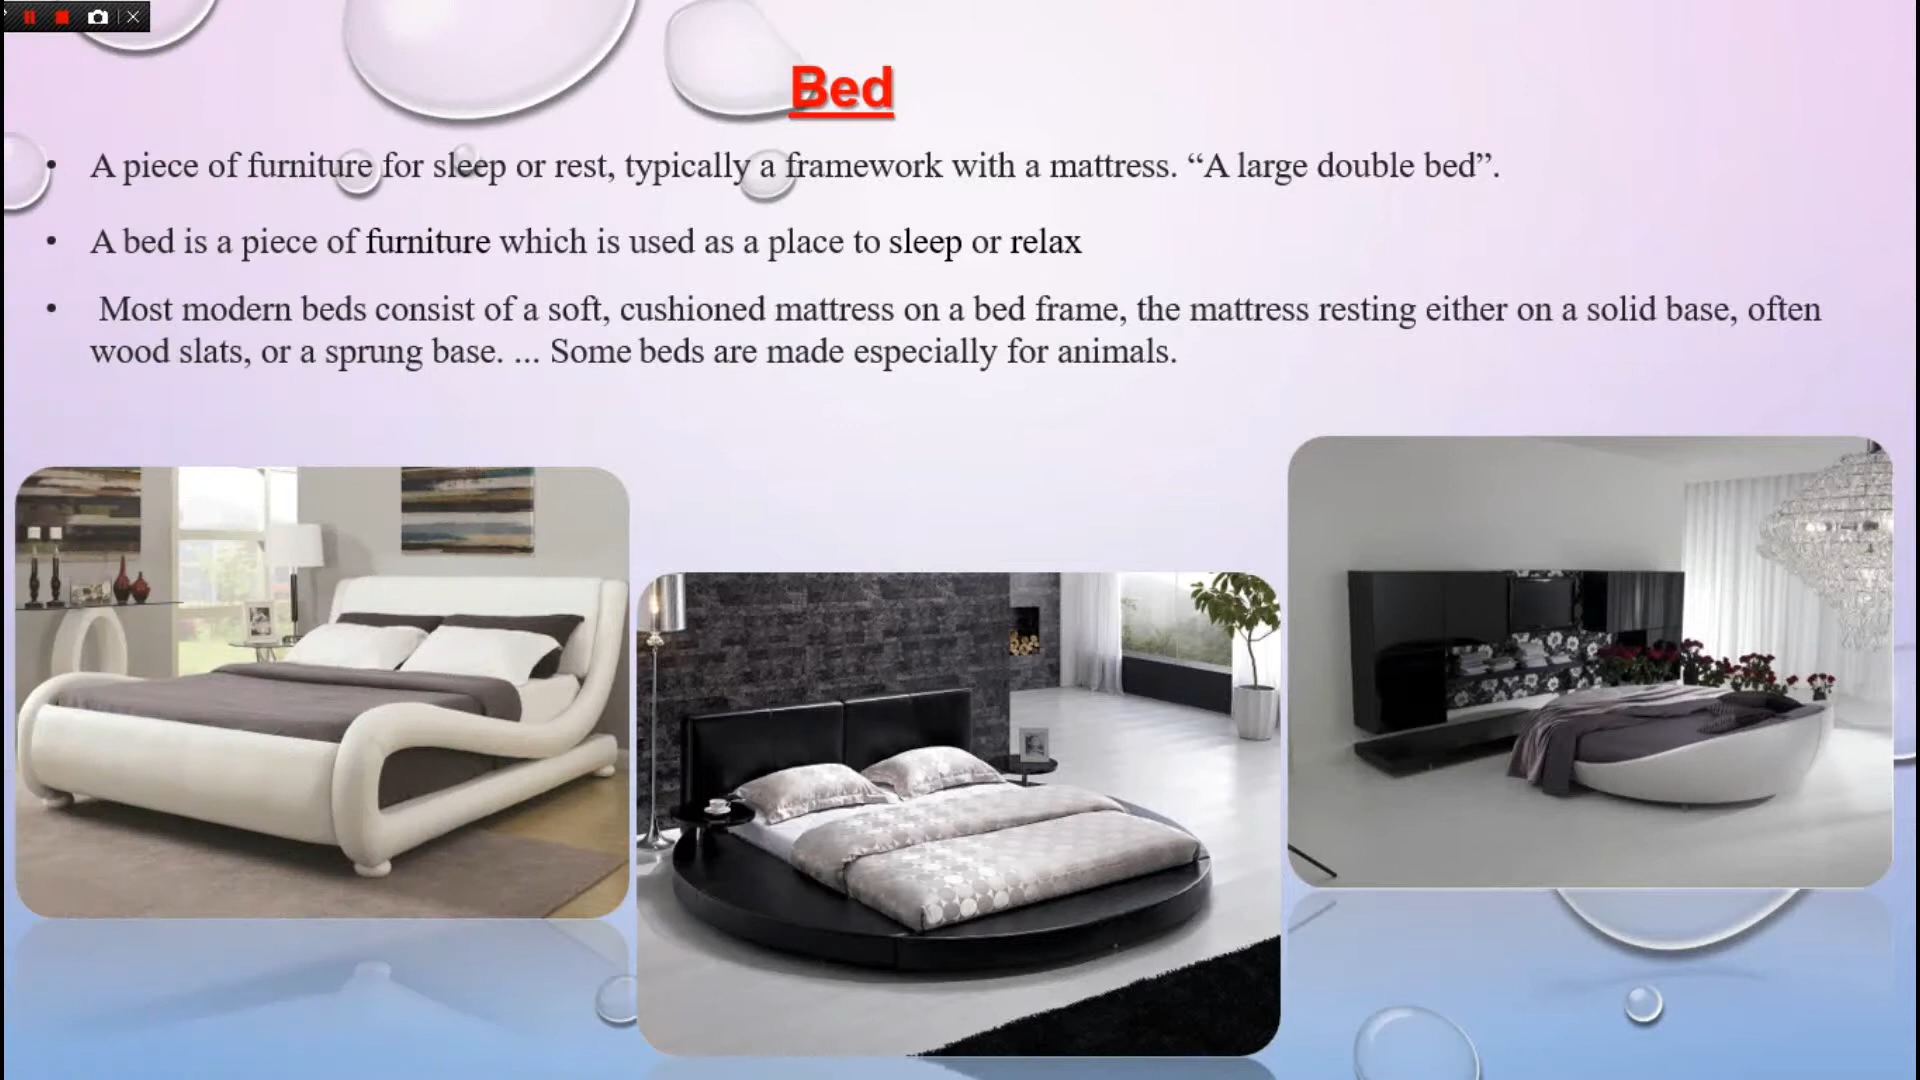 Bed
• A piece of furniture for sleep or rest, typically a framework with a mattress. “A large double bed”.
• A bed is a piece of furniture which is used as a place to sleep or relax
• Most modern beds consist of a soft, cushioned mattress on a bed frame, the mattress resting either on a solid base, often
wood slats, or a sprung base. ... Some beds are made especially for animals.